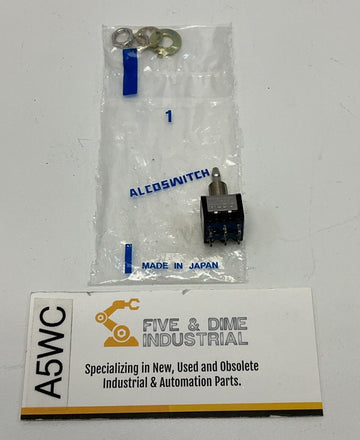 1
ALCOSWITCH
MADE IN JAPAN
A5WC
FIVE & DIME
INDUSTRIAL
Specializing in New, Used and Obsolete
Industrial & Automation Parts.